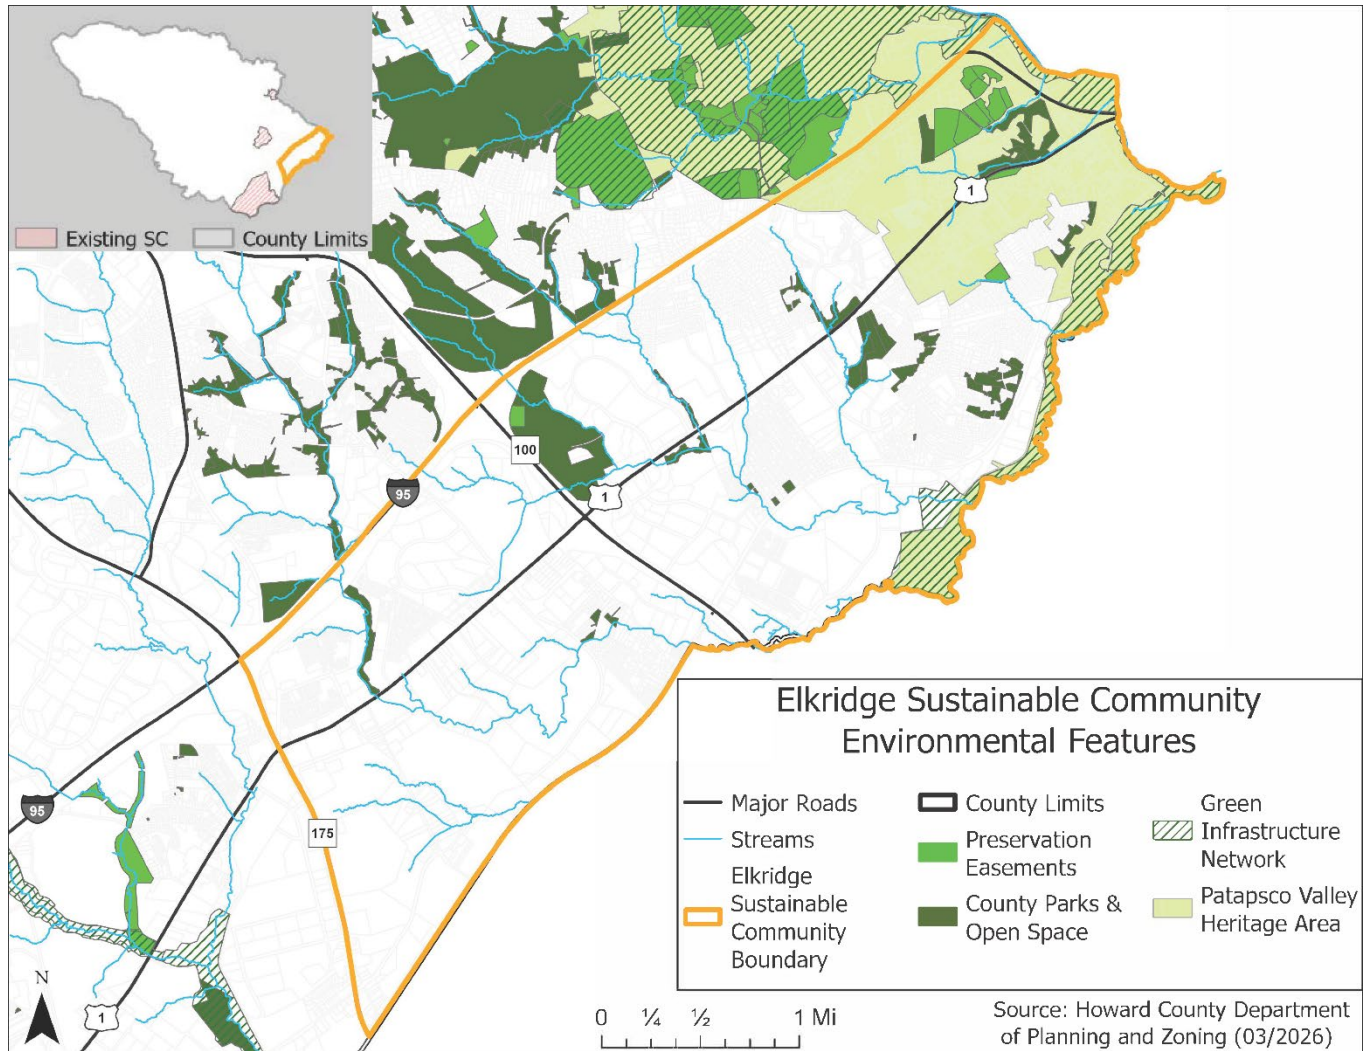 Existing SC
County Limits
1
100
95
1
95
175
1
N
Elkridge Sustainable Community
Environmental Features
Major Roads
Streams
Elkridge
Sustainable
Community
Boundary
County Limits
Preservation
Easements
County Parks &
Open Space
Green
Infrastructure
Network
Patapsco Valley
Heritage Area
0 ¼ ½ 1 Mi
Source: Howard County Department
of Planning and Zoning (03/2026)